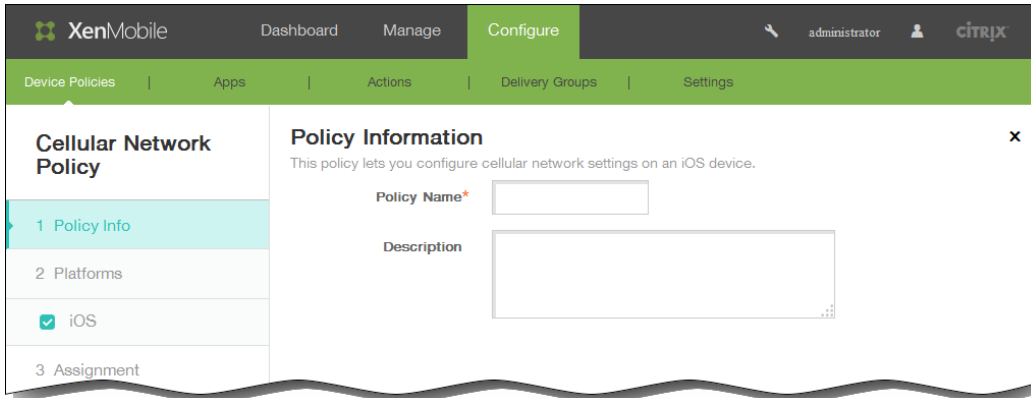 XenMobile Dashboard Manage Configure administrator CİTRIX
Device Policies | Apps | Actions | Delivery Groups | Settings
Cellular Network
Policy
1 Policy Info
2 Platforms
iOS
3 Assignment
Policy Information
x
This policy lets you configure cellular network settings on an iOS device.
Policy Name*
Description